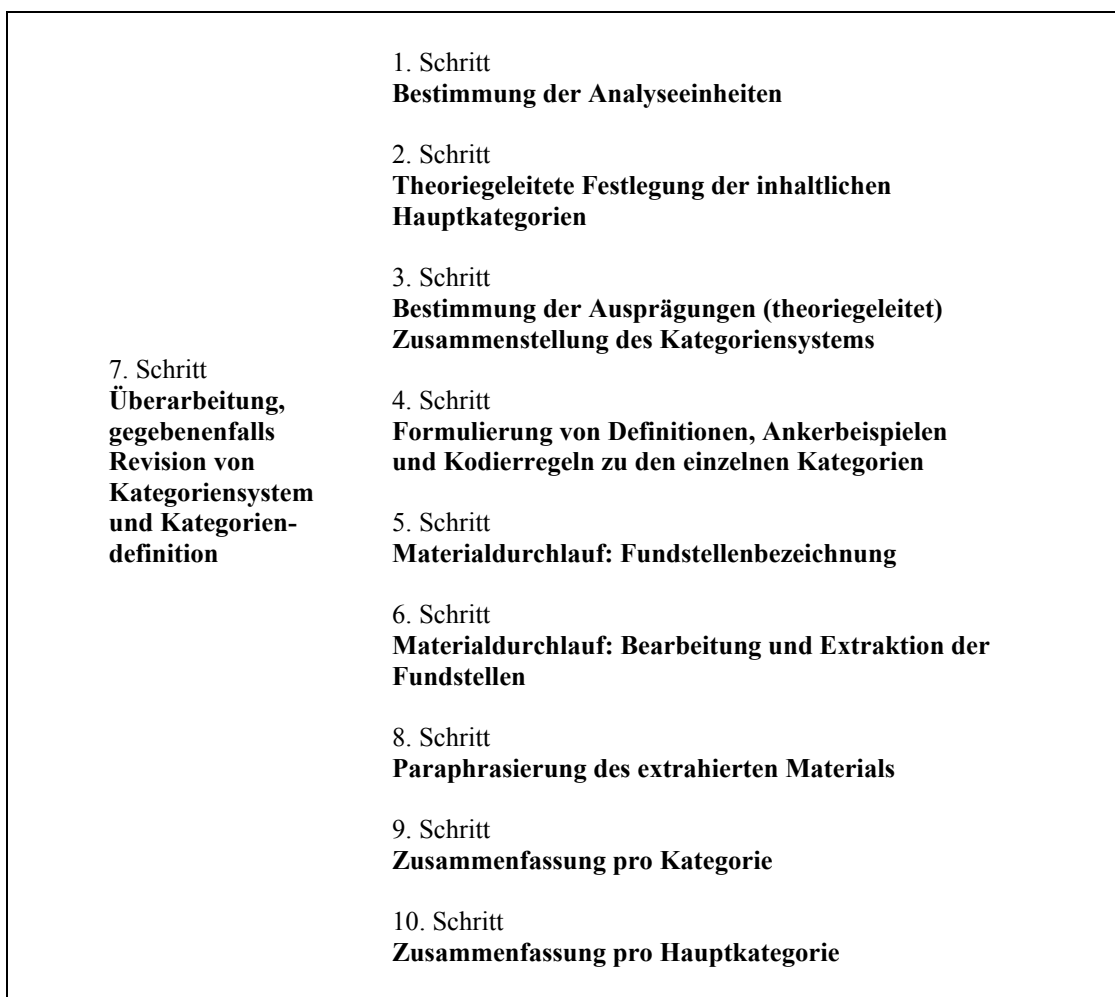 1. Schritt
Bestimmung der Analyseeinheiten
2. Schritt
Theoriegeleitete Festlegung der inhaltlichen
Hauptkategorien
3. Schritt
Bestimmung der Ausprägungen (theoriegeleitet)
Zusammenstellung des Kategoriensystems
7. Schritt
Überarbeitung,
gegebenenfalls
Revision von
Kategoriensystem
und Kategorien-
definition
4. Schritt
Formulierung von Definitionen, Ankerbeispielen
und Kodierregeln zu den einzelnen Kategorien
5. Schritt
Materialdurchlauf: Fundstellenbezeichnung
6. Schritt
Materialdurchlauf: Bearbeitung und Extraktion der
Fundstellen
8. Schritt
Paraphrasierung des extrahierten Materials
9. Schritt
Zusammenfassung pro Kategorie
10. Schritt
Zusammenfassung pro Hauptkategorie